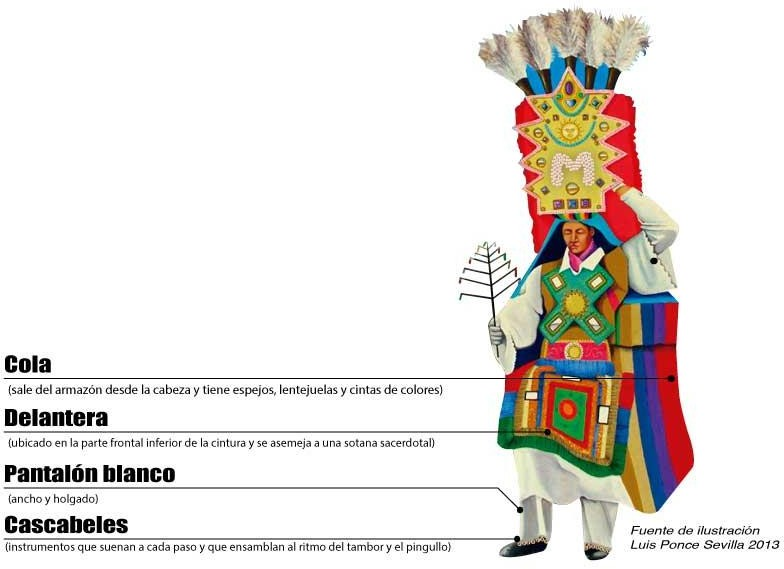 M
Cola
(sale del armazón desde la cabeza y tiene espejos, lentejuelas y cintas de colores)
Delantera
(ubicado en la parte frontal inferior de la cintura y se asemeja a una sotana sacerdotal)
Pantalón blanco
(ancho y holgado)
Cascabeles
(instrumentos que suenan a cada paso y que ensamblan al ritmo del tambor y el pingullo)
Fuente de ilustración
Luis Ponce Sevilla 2013